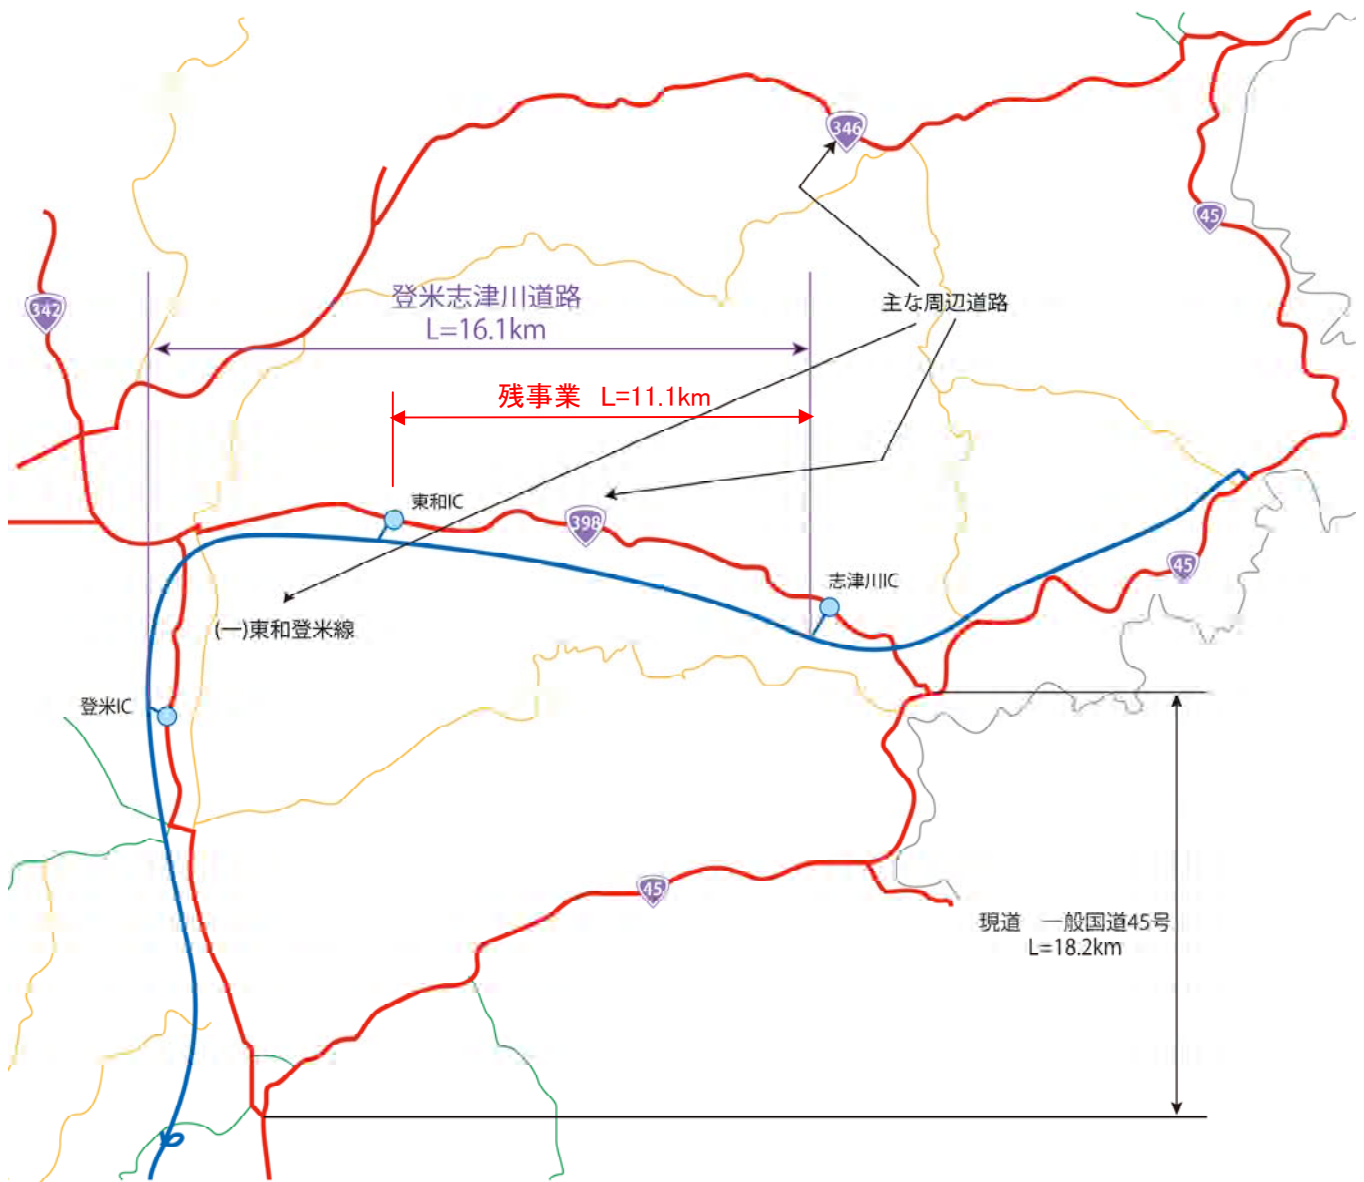 346
45
342
登米志津川道路
L=16.1km
主な周辺道路
残事業 L=11.1km
東和IC
398
45
志津川IC
(一)東和登米線
登米IC
45
現道 一般国道45号
L=18.2km